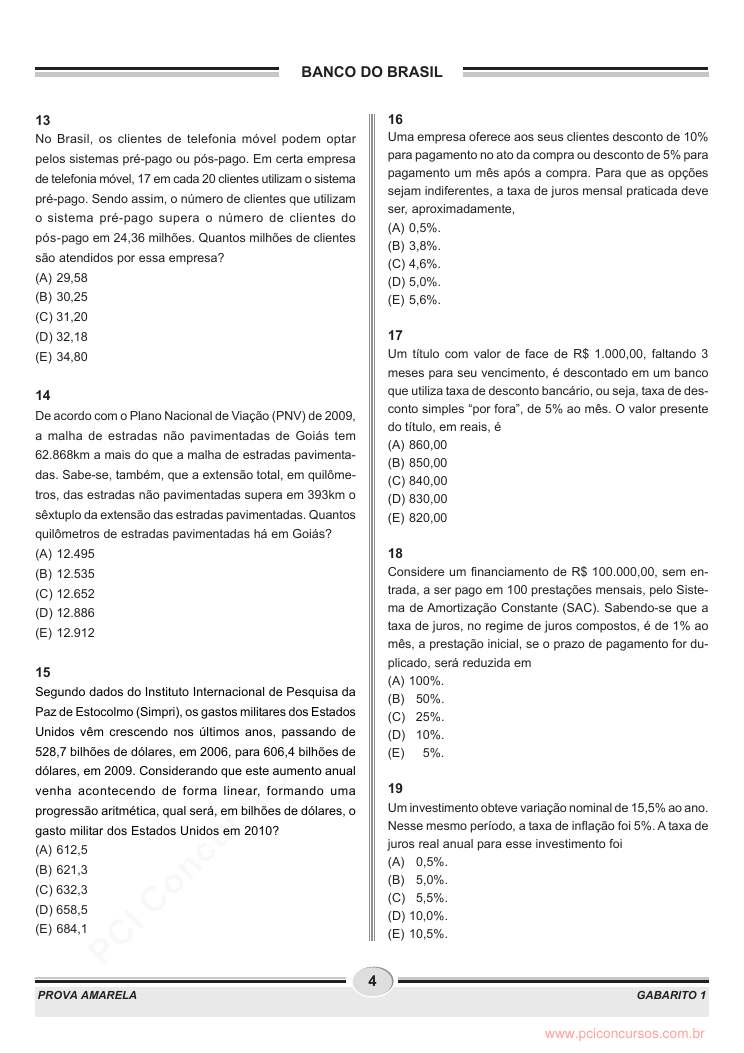 BANCO DO BRASIL
13
No Brasil, os clientes de telefonia móvel podem optar
pelos sistemas pré-pago ou pós-pago. Em certa empresa
de telefonia móvel, 17 em cada 20 clientes utilizam o sistema
pré-pago. Sendo assim, o número de clientes que utilizam
o sistema pré-pago supera o número de clientes do
pós-pago em 24,36 milhões. Quantos milhões de clientes
são atendidos por essa empresa?
(A) 29,58
(B) 30,25
(C) 31,20
(D) 32,18
(E) 34,80
14
De acordo com o Plano Nacional de Viação (PNV) de 2009,
a malha de estradas não pavimentadas de Goiás tem
62.868km a mais do que a malha de estradas pavimenta-
das. Sabe-se, também, que a extensão total, em quilôme-
tros, das estradas não pavimentadas supera em 393km o
sêxtuplo da extensão das estradas pavimentadas. Quantos
quilômetros de estradas pavimentadas há em Goiás?
(A) 12.495
(B) 12.535
(C) 12.652
(D) 12.886
(E) 12.912
15
Segundo dados do Instituto Internacional de Pesquisa da
Paz de Estocolmo (Simpri), os gastos militares dos Estados
Unidos vêm crescendo nos últimos anos, passando de
528,7 bilhões de dólares, em 2006, para 606,4 bilhões de
dólares, em 2009. Considerando que este aumento anual
venha acontecendo de forma linear, formando uma
progressão aritmética, qual será, em bilhões de dólares, o
gasto militar dos Estados Unidos em 2010?
(A) 612,5
(B) 621,3
(C) 632,3
(D) 658,5
(E) 684,1
16
Uma empresa oferece aos seus clientes desconto de 10%
para pagamento no ato da compra ou desconto de 5% para
pagamento um mês após a compra. Para que as opções
sejam indiferentes, a taxa de juros mensal praticada deve
ser, aproximadamente,
(A) 0,5%.
(B) 3,8%.
(C) 4,6%.
(D) 5,0%.
(E) 5,6%.
17
Um título com valor de face de R$ 1.000,00, faltando 3
meses para seu vencimento, é descontado em um banco
que utiliza taxa de desconto bancário, ou seja, taxa de des-
conto simples “por fora”, de 5% ao mês. O valor presente
do título, em reais, é
(A) 860,00
(B) 850,00
(C) 840,00
(D) 830,00
(E) 820,00
18
Considere um financiamento de R$ 100.000,00, sem en-
trada, a ser pago em 100 prestações mensais, pelo Siste-
ma de Amortização Constante (SAC). Sabendo-se que a
taxa de juros, no regime de juros compostos, é de 1% ao
mês, a prestação inicial, se o prazo de pagamento for du-
plicado, será reduzida em
(A) 100%.
(B) 50%.
(C) 25%.
(D) 10%.
(E) 5%.
19
Um investimento obteve variação nominal de 15,5% ao ano.
Nesse mesmo período, a taxa de inflação foi 5%. A taxa de
juros real anual para esse investimento foi
(A) 0,5%.
(B) 5,0%.
(C) 5,5%.
(D) 10,0%.
(E) 10,5%.
4
PROVA AMARELA
GABARITO 1
www.pciconcursos.com.br